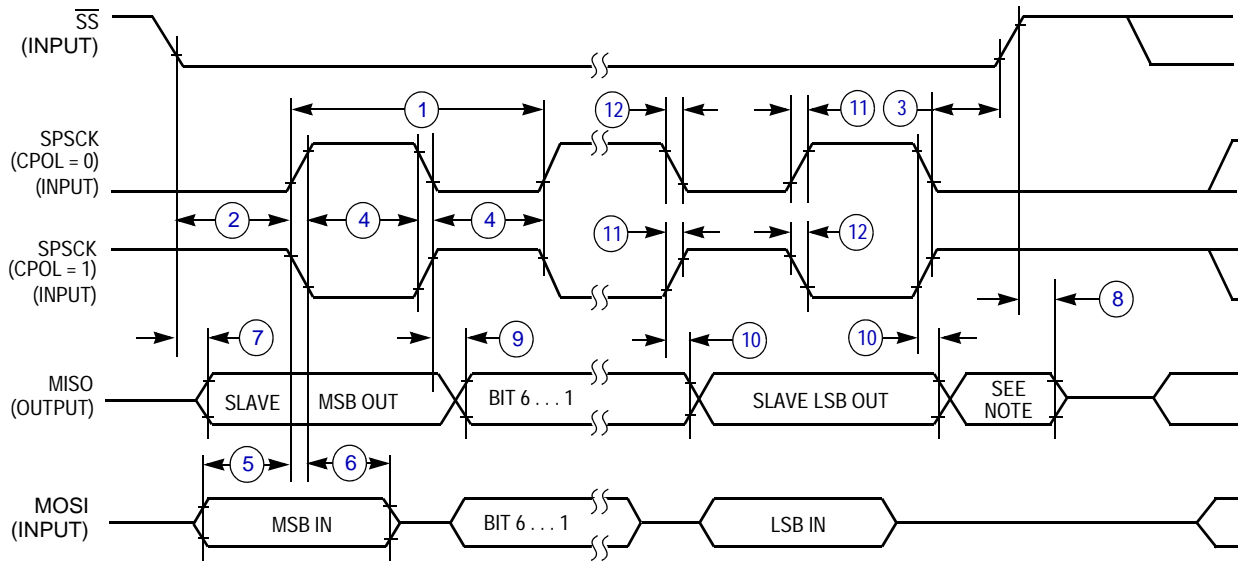 SS
(INPUT)
1
12
11
3
SPSCK
(CPOL = 0)
(INPUT)
2
4
4
SPSCK
(CPOL = 1)
(INPUT)
11
12
8
7
9
10
10
MISO
(OUTPUT)
SLAVE
MSB OUT
BIT 6 . . . 1
SLAVE LSB OUT
SEE
NOTE
5
6
MOSI
(INPUT)
MSB IN
BIT 6 . . . 1
LSB IN